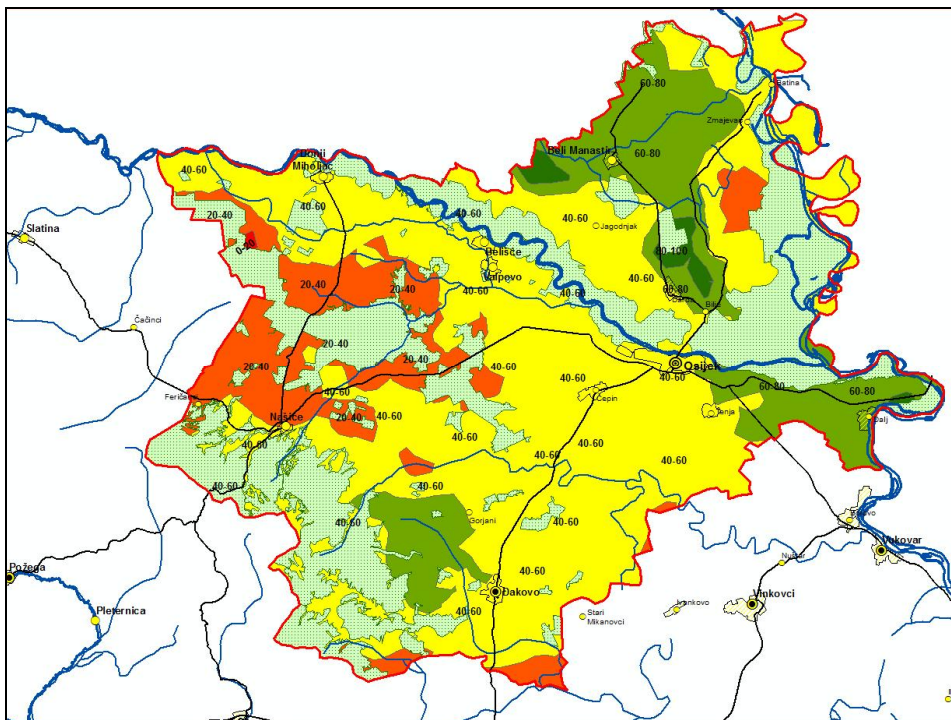 60-80
Batina
Zmajevac
Donji
Miholjac
Beli Manastir
60-80
40-60
40-60
20-40
40-60
40-60
Jagodnjak
Slatina
0-20
Belišće
80-100
Valpovo
20-40
20-40
40-60
40-60
40-60
60-80
Bilje
Čačinci
20-40
20-40
40-60
Osijek
40-60
60-80
60-80
Feričanci
40-60
Čepin
40-60
Tenja
Dalj
Našice
20-40
40-60
40-60
40-60
40-60
40-60
40-60
40-60
40-60
Gorjani
40-60
40-60
Vukovar
Nuštar
Požega
40-60
Đakovo
Vinkovci
Ivankovo
40-60
Stari
Mikanovci
Pleternica